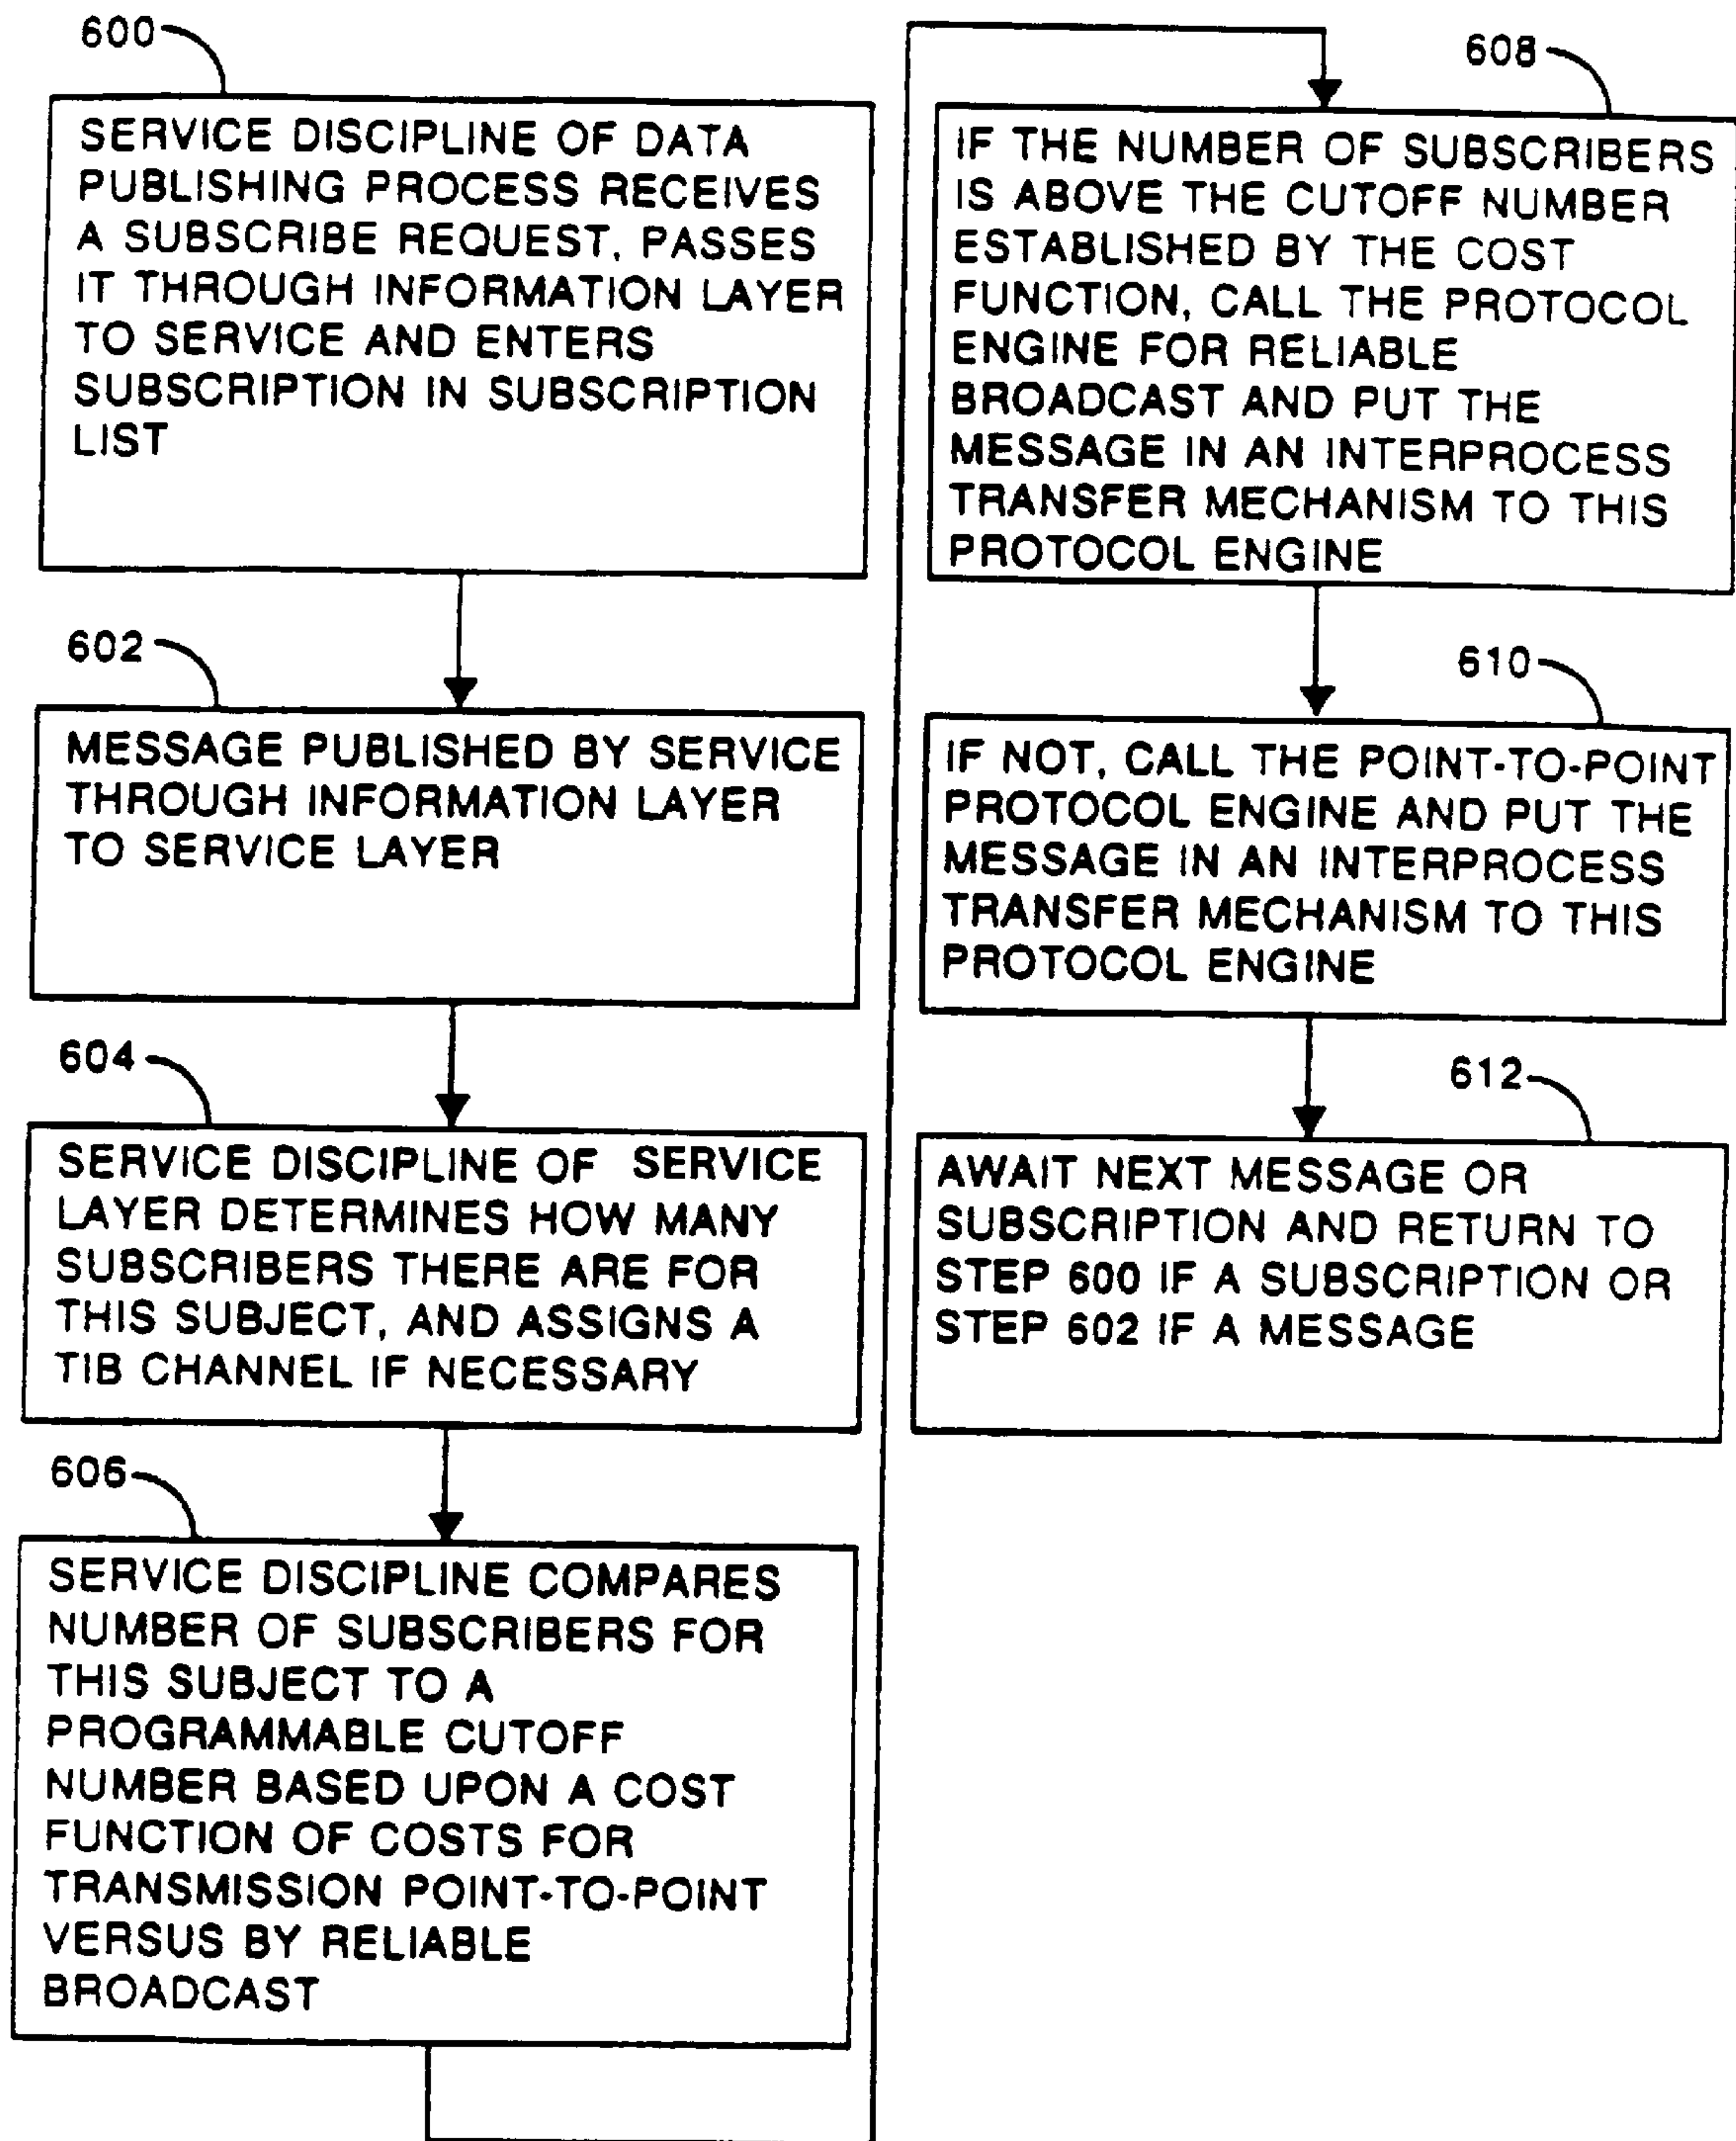 600
SERVICE DISCIPLINE OF DATA
PUBLISHING PROCESS RECEIVES
A SUBSCRIBE REQUEST, PASSES
IT THROUGH INFORMATION LAYER
TO SERVICE AND ENTERS
SUBSCRIPTION IN SUBSCRIPTION
LIST
602
MESSAGE PUBLISHED BY SERVICE
THROUGH INFORMATION LAYER
TO SERVICE LAYER
604
SERVICE DISCIPLINE OF SERVICE
LAYER DETERMINES HOW MANY
SUBSCRIBERS THERE ARE FOR
THIS SUBJECT, AND ASSIGNS A
TIB CHANNEL IF NECESSARY
606
SERVICE DISCIPLINE COMPARES
NUMBER OF SUBSCRIBERS FOR
THIS SUBJECT TO A
PROGRAMMABLE CUTOFF
NUMBER BASED UPON A COST
FUNCTION OF COSTS FOR
TRANSMISSION POINT-TO-POINT
VERSUS BY RELIABLE
BROADCAST
608
IF THE NUMBER OF SUBSCRIBERS
IS ABOVE THE CUTOFF NUMBER
ESTABLISHED BY THE COST
FUNCTION, CALL THE PROTOCOL
ENGINE FOR RELIABLE
BROADCAST AND PUT THE
MESSAGE IN AN INTERPROCESS
TRANSFER MECHANISM TO THIS
PROTOCOL ENGINE
610
IF NOT, CALL THE POINT-TO-POINT
PROTOCOL ENGINE AND PUT THE
MESSAGE IN AN INTERPROCESS
TRANSFER MECHANISM TO THIS
PROTOCOL ENGINE
612
AWAIT NEXT MESSAGE OR
SUBSCRIPTION AND RETURN TO
STEP 600 IF A SUBSCRIPTION OR
STEP 602 IF A MESSAGE